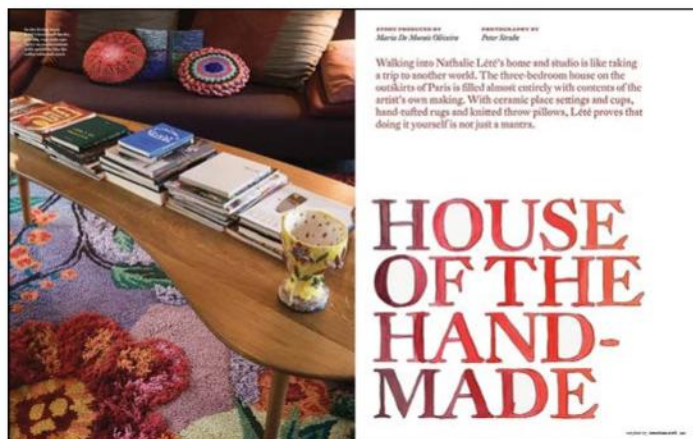 STORY PRODUCED BY
Maria De Morais Oliveira
PHOTOGRAPHY BY
Peter Strube
Walking into Nathalie Lété's home and studio is like taking
a trip to another world. The three-bedroom house on the
outskirts of Paris is filled almost entirely with contents of the
artist's own making. With ceramic place settings and cups,
hand-tufted rugs and knitted throw pillows, Lété proves that
doing it yourself is not just a mantra.
HOUSE
OF THE
HAND-
MADE